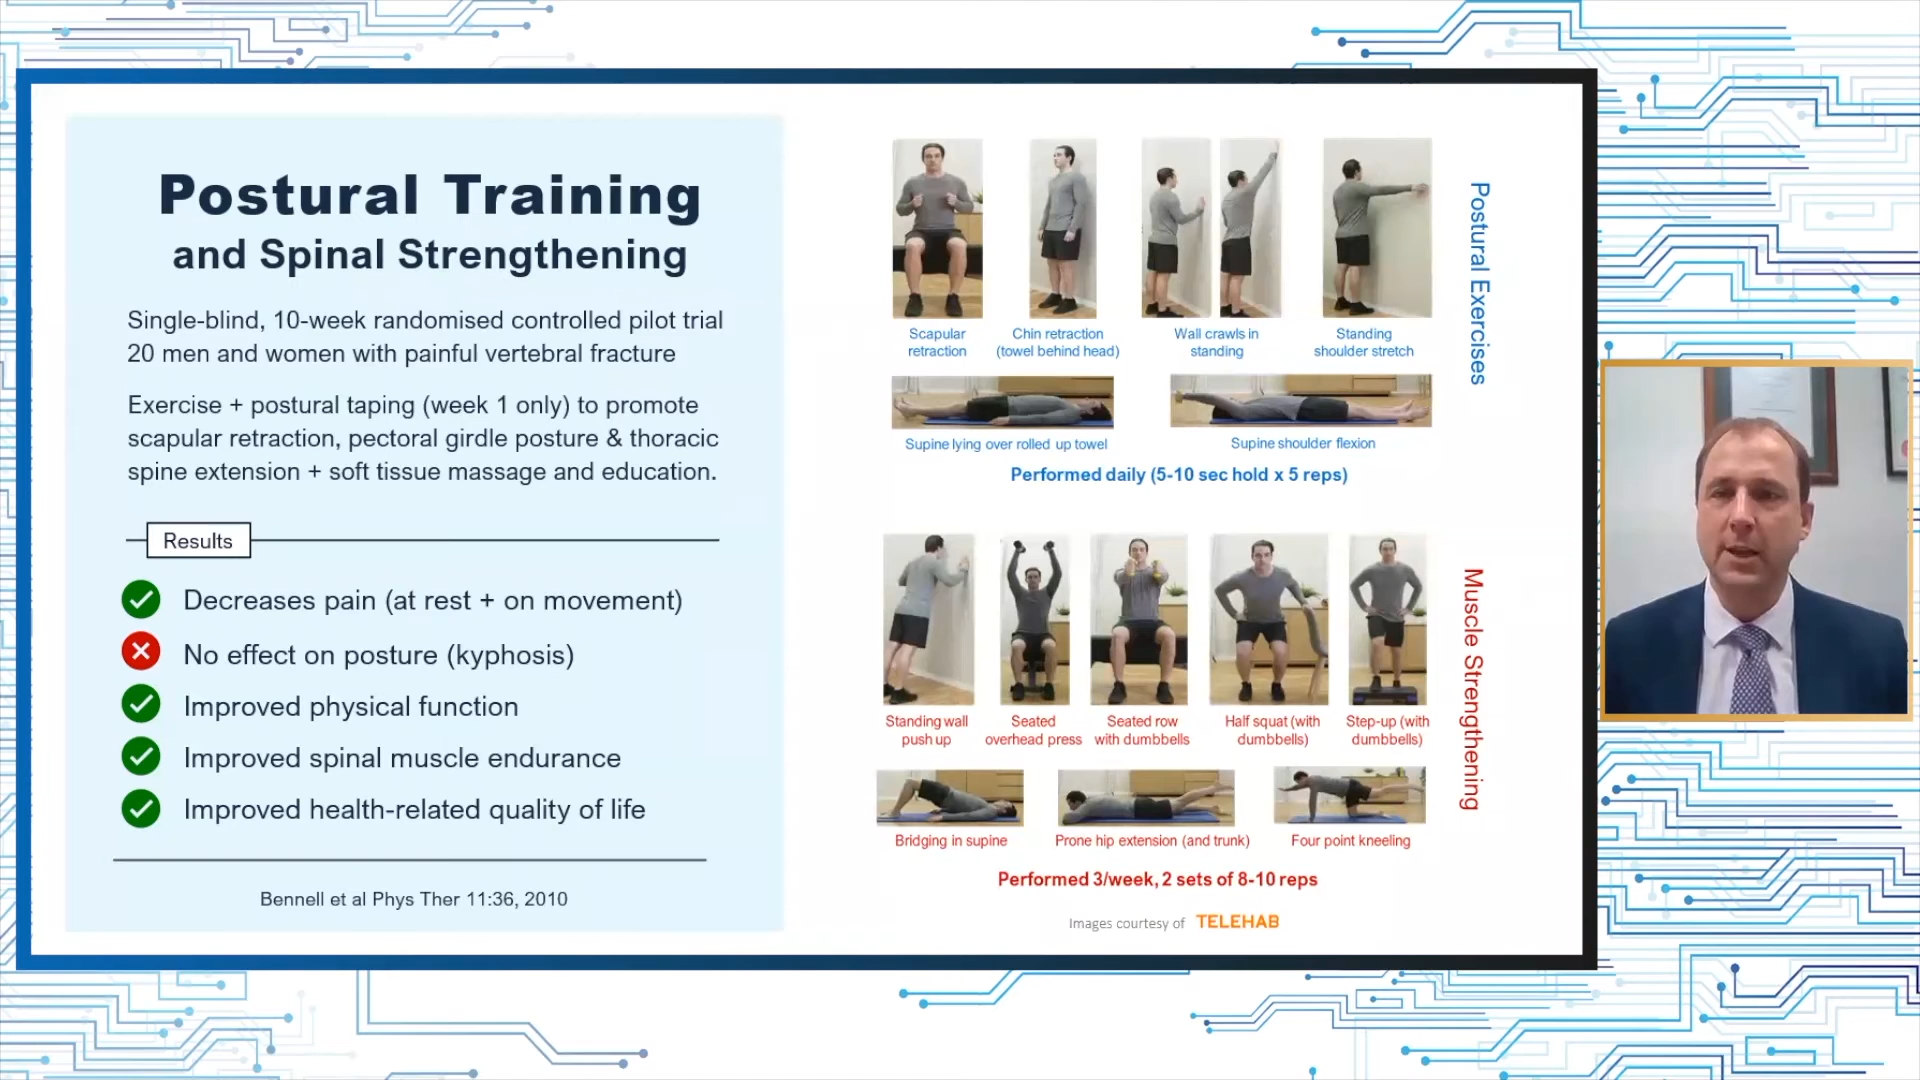 Postural Training
and Spinal Strengthening
Single-blind, 10-week randomised controlled pilot trial
20 men and women with painful vertebral fracture
Exercise + postural taping (week 1 only) to promote
scapular retraction, pectoral girdle posture & thoracic
spine extension + soft tissue massage and education.
Results
Decreases pain (at rest + on movement)
No effect on posture (kyphosis)
Improved physical function
Improved spinal muscle endurance
Improved health-related quality of life
Bennell et al Phys Ther 11:36, 2010
Postural Exercises
Scapular
retraction
Chin retraction
(towel behind head)
Wall crawls in
standing
Standing
shoulder stretch
Supine lying over rolled up towel
Supine shoulder flexion
Performed daily (5-10 sec hold x 5 reps)
Muscle Strengthening
Standing wall
push up
Seated
overhead press
Seated row
with dumbbells
Half squat (with
dumbbells)
Step-up (with
dumbbells)
Bridging in supine
Prone hip extension (and trunk)
Four point kneeling
Performed 3/week, 2 sets of 8-10 reps
Images courtesy of TELEHAB